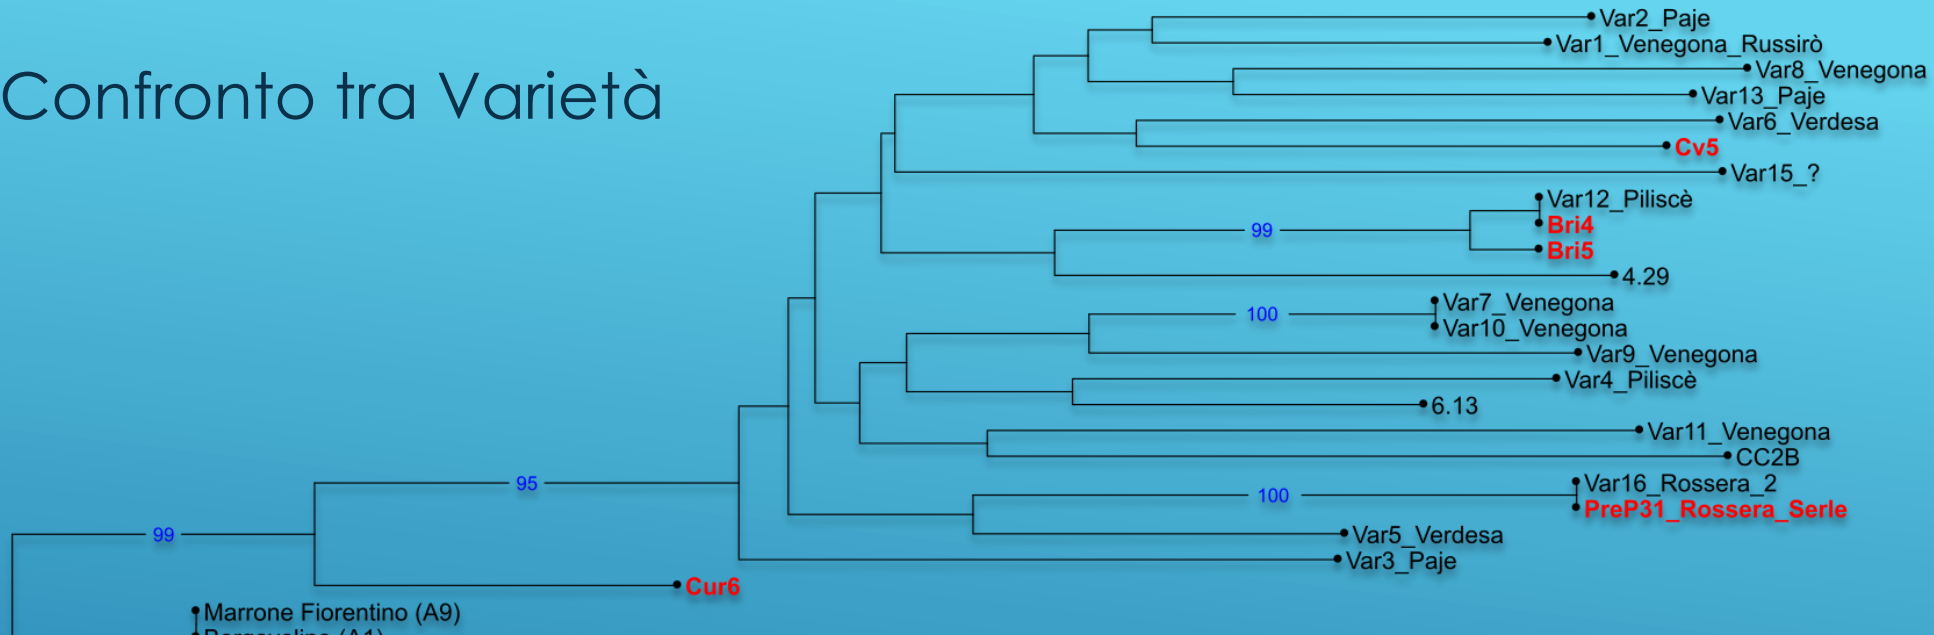 Confronto tra Varietà
Var2_Paje
Var1_Venegona_Russirò
Var8_Venegona
Var13_Paje
Var6_Verdesa
Cv5
Var15_?
Var12_Piliscè
99
Bri4
Bri5
4.29
Var7_Venegona
100
Var10_Venegona
Var9_Venegona
Var4_Piliscè
6.13
Var11_Venegona
CC2B
95
Var16_Rossera_2
100
PreP31_Rossera_Serle
99
Var5_Verdesa
Var3_Paje
Cur6
Marrone Fiorentino (A9)